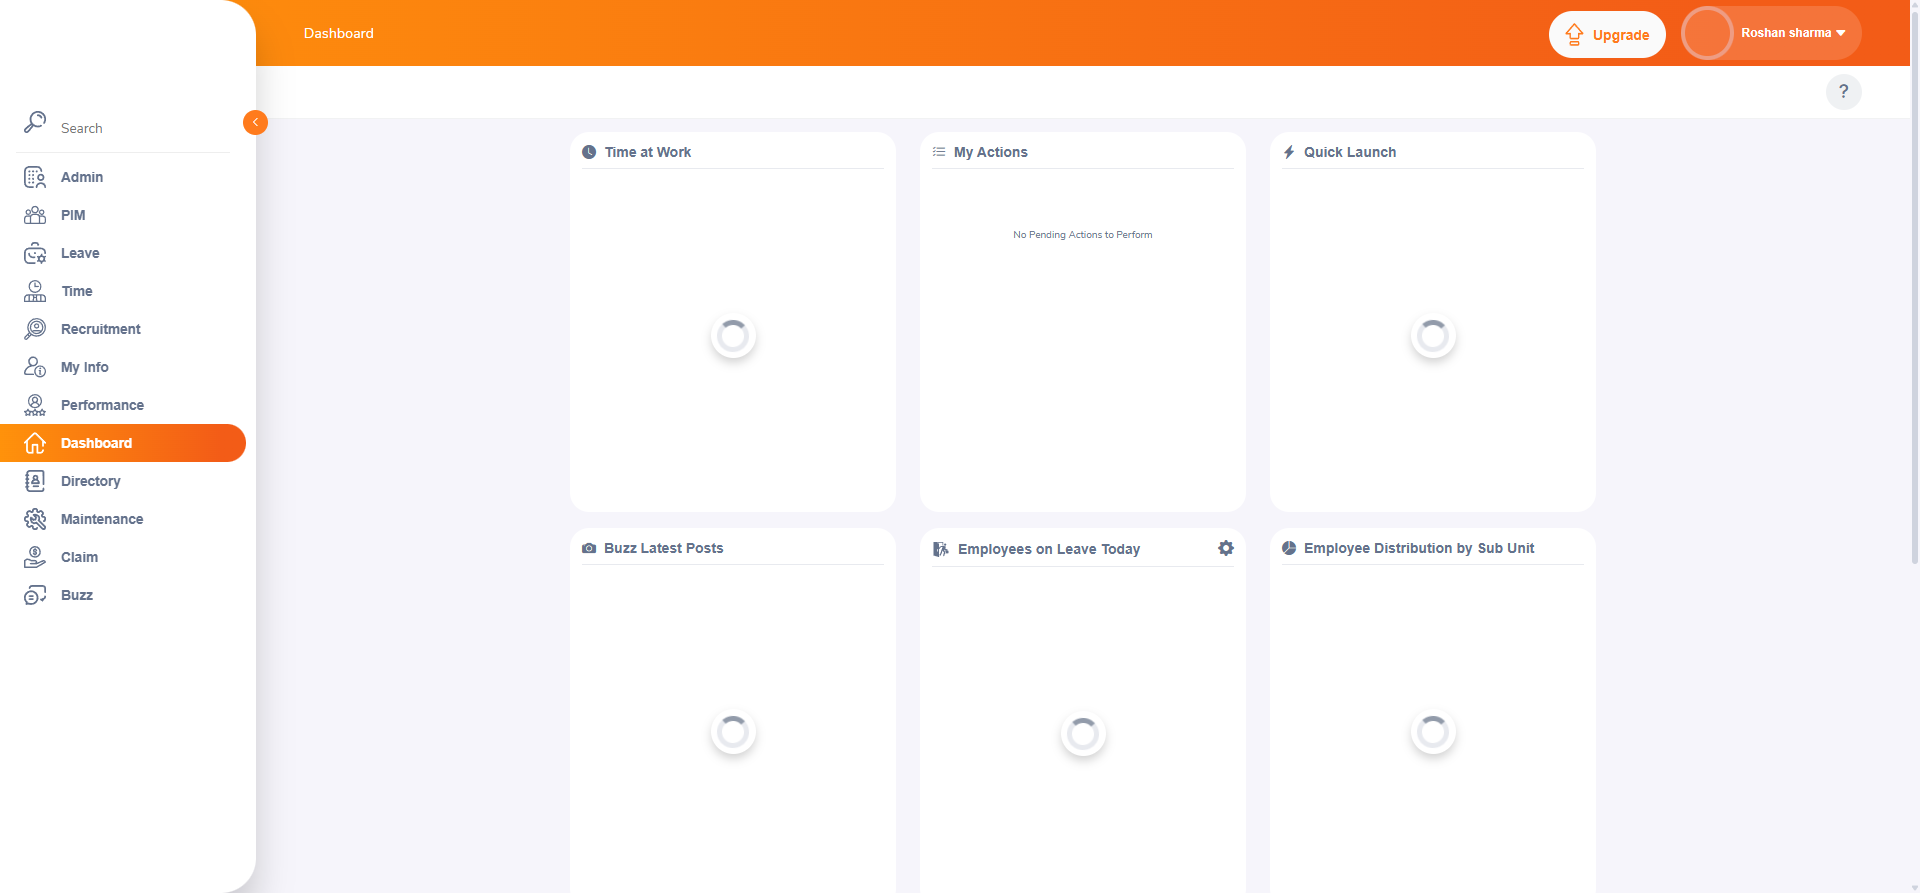 Dashboard
Upgrade
Roshan sharma
?
Search
Admin
PIM
Leave
Time
Recruitment
My Info
Performance
Dashboard
Directory
Maintenance
Claim
Buzz
Time at Work
My Actions
No Pending Actions to Perform
Quick Launch
Buzz Latest Posts
Employees on Leave Today
Employee Distribution by Sub Unit